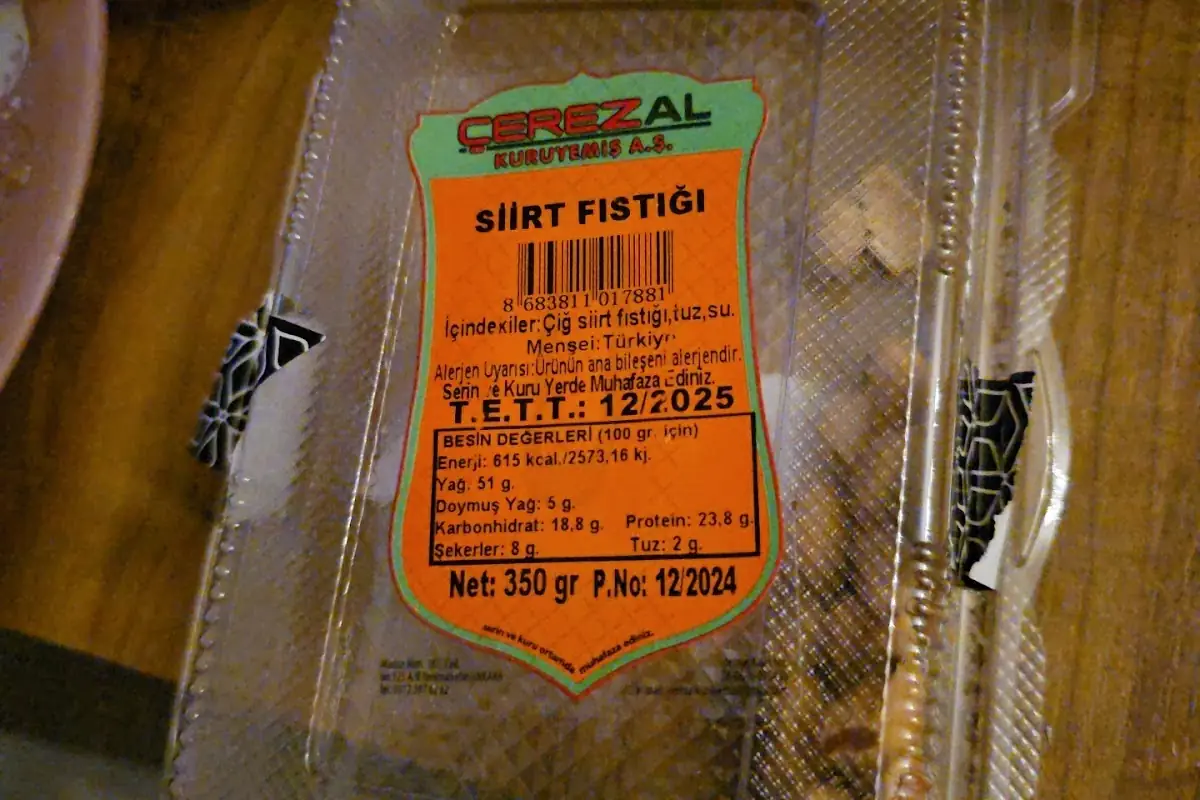 ÇEREZAL
KURUYEMİŞ A.Ş.
SİİRT FISTIĞI
8 683811 017881
İçindekiler:Çiğ siirt fıstığı,tuz,su.
Menşei:Türkiy
Alerjen Uyarısı:Ürünün ana bileşeni alerjendir.
Serin ve Kuru Yerde Muhafaza Ediniz.
T.E.T.T.: 12/2025
BESİN DEĞERLERİ (100 gr. için)
Enerji: 615 kcal./2573,16 kj.
Yağ: 51 g.
Doymuş Yağ: 5 g.
Karbonhidrat: 18,8 g. Protein: 23,8 g.
Şekerler: 8 g. Tuz: 2 g.
Net: 350 gr P.No: 12/2024
serin ve kuru ortamda muhafaza ediniz.